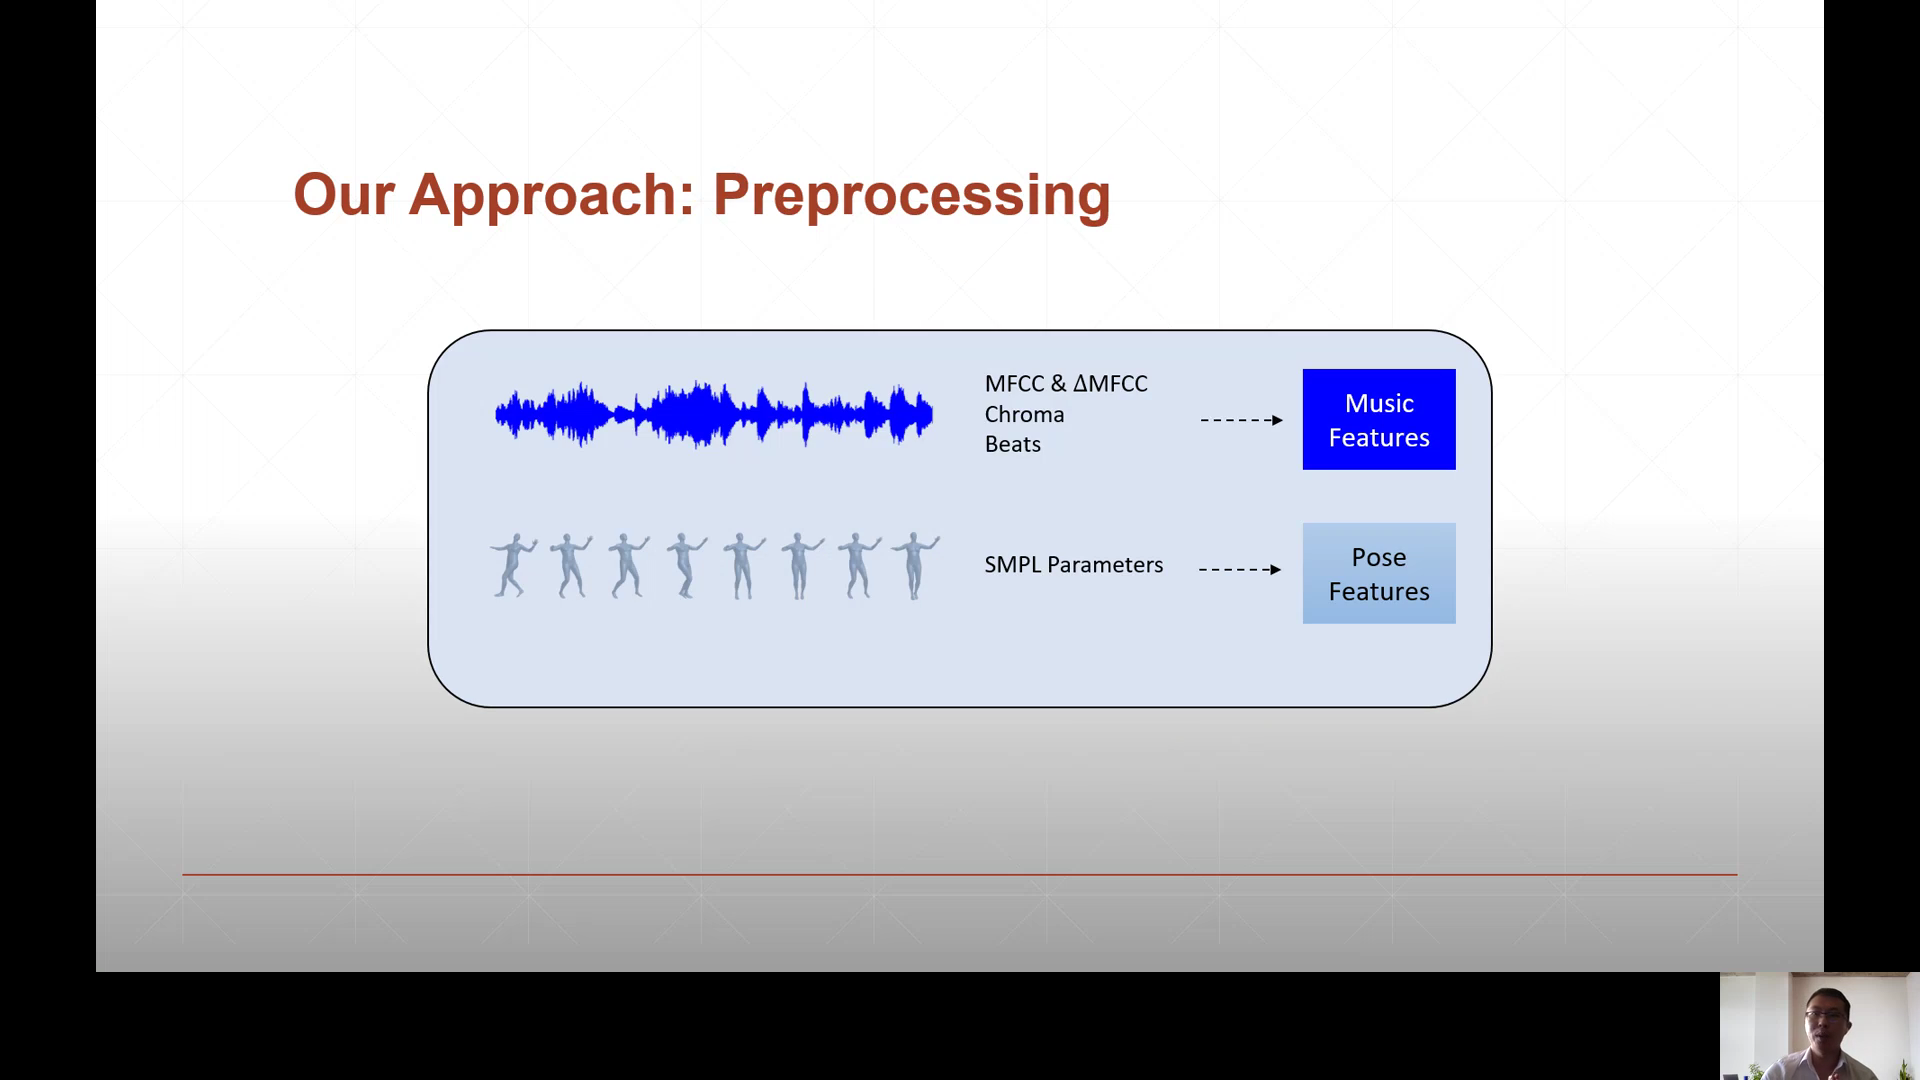 Our Approach: Preprocessing
MFCC & ΔMFCC
Chroma
Beats
Music
Features
SMPL Parameters
Pose
Features